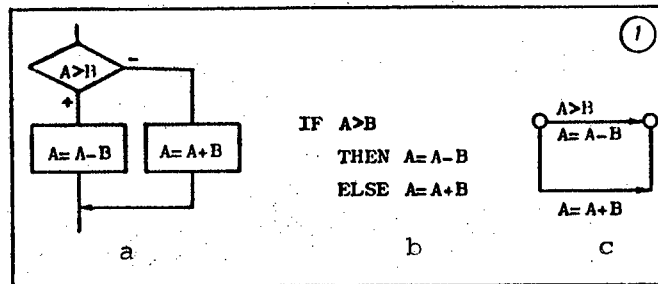 1
A>B
-
+
A=A-B
A=A+B
a
IF A>B
THEN A=A-B
ELSE A=A+B
b
A>B
A=A-B
A=A+B
c